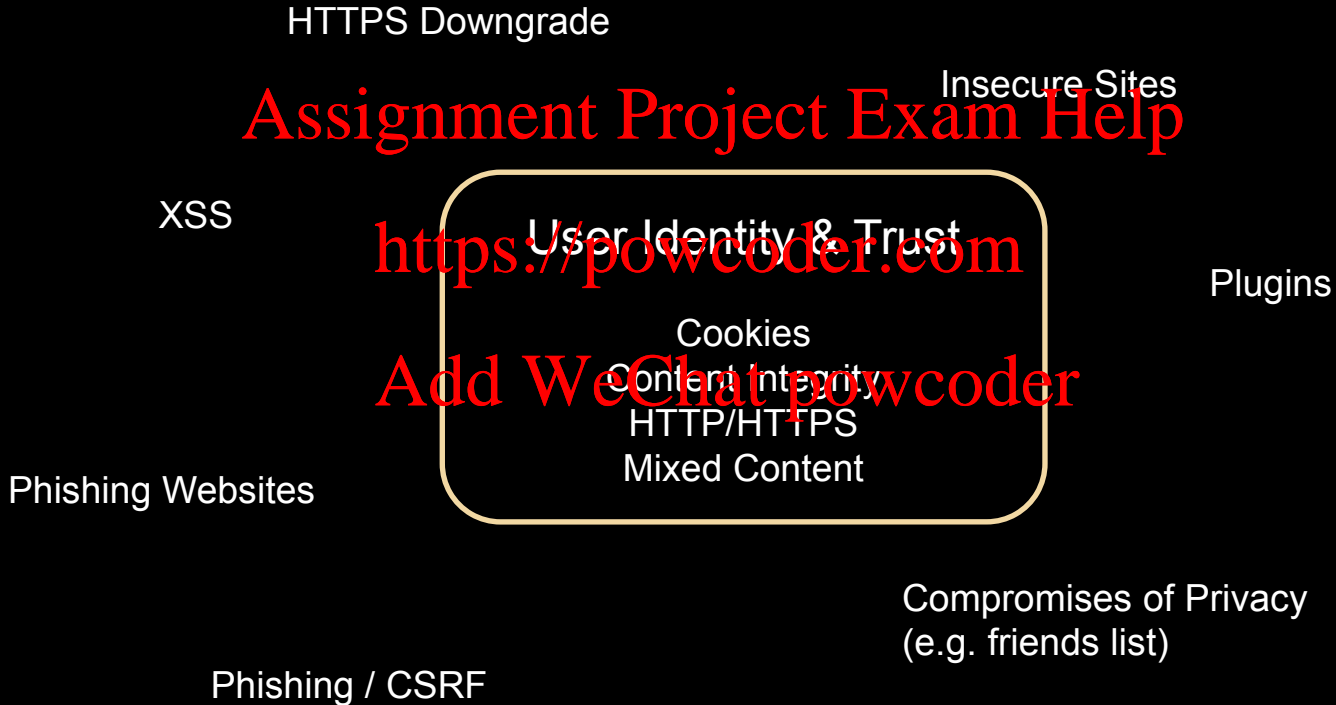 HTTPS Downgrade
Insecure Sites
Assignment Project Exam Help
XSS
User Identity & Trust
https://powcoder.com
Plugins
Cookies
Content Integrity
Add WeChat powcoder
HTTP/HTTPS
Mixed Content
Phishing Websites
Compromises of Privacy
(e.g. friends list)
Phishing / CSRF